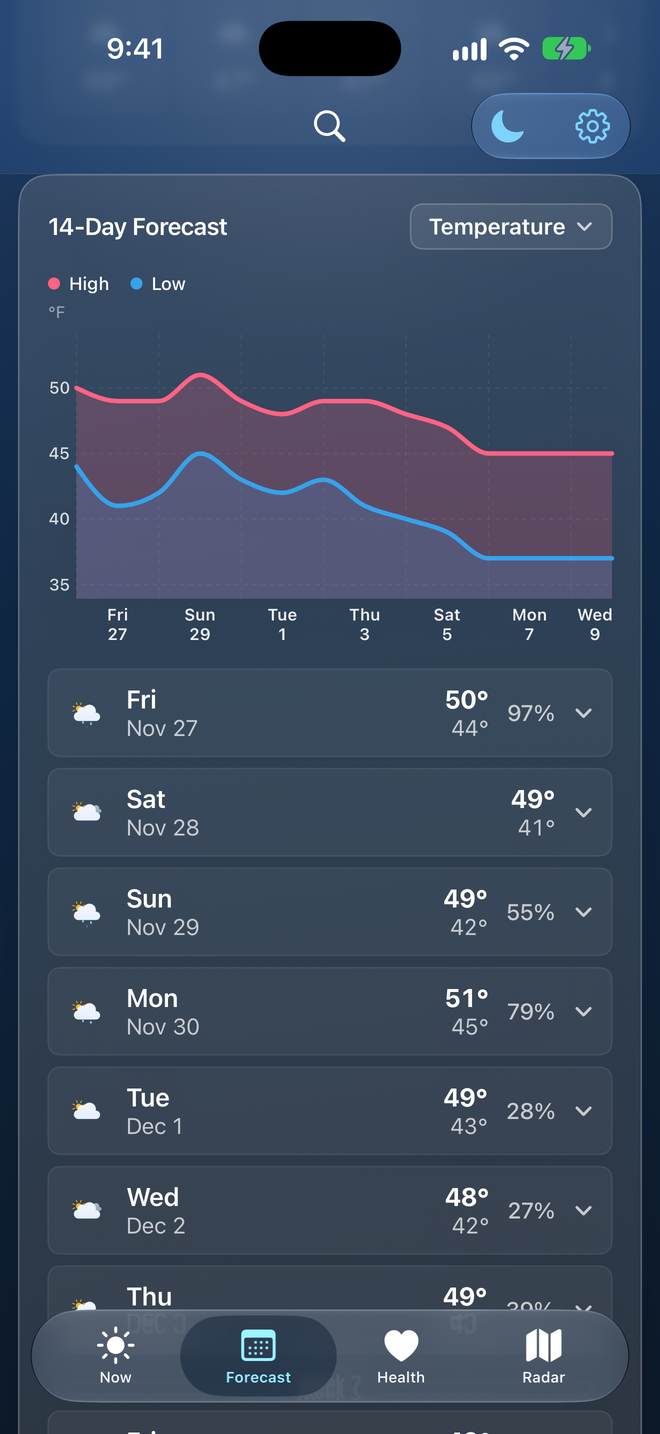 9:41
14-Day Forecast
Temperature
High Low
°F
50
45
40
35
Fri Sun Tue Thu Sat Mon Wed
27 29 1 3 5 7 9
Fri 50° 97%
Nov 27 44°
Sat 49°
Nov 28 41°
Sun 49° 55%
Nov 29 42°
Mon 51° 79%
Nov 30 45°
Tue 49° 28%
Dec 1 43°
Wed 48° 27%
Dec 2 42°
Thu 49°
Now Forecast Health Radar